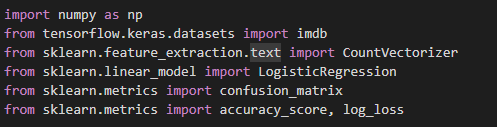 import numpy as np
from tensorflow.keras.datasets import imdb
from sklearn.feature_extraction.text import CountVectorizer
from sklearn.linear_model import LogisticRegression
from sklearn.metrics import confusion_matrix
from sklearn.metrics import accuracy_score, log_loss